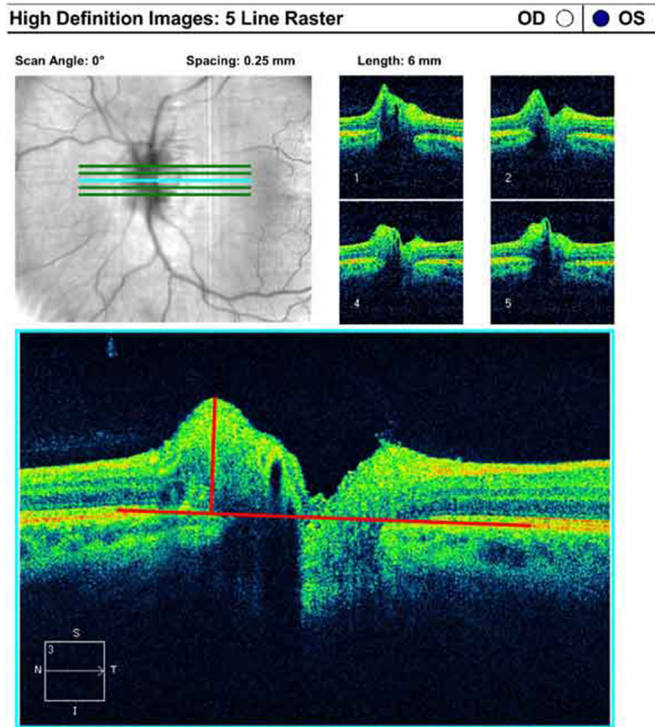 High Definition Images: 5 Line Raster OD OS
Scan Angle: 0° Spacing: 0.25 mm Length: 6 mm
1 2
4 5
S
3
N T
I